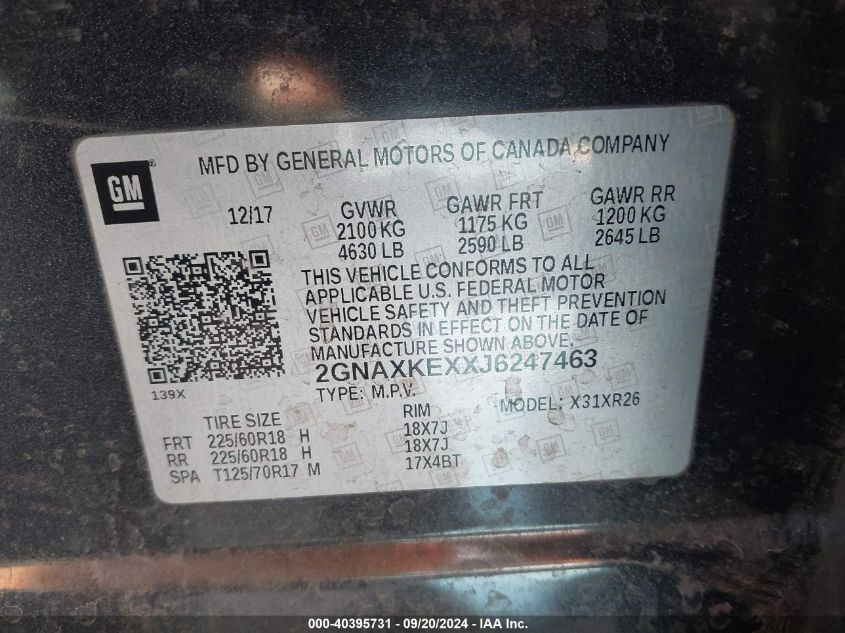 GM
MFD BY GENERAL MOTORS OF CANADA COMPANY
12/17 GVWR GAWR FRT GAWR RR
2100 KG 1175 KG 1200 KG
4630 LB 2590 LB 2645 LB
THIS VEHICLE CONFORMS TO ALL
APPLICABLE U.S. FEDERAL MOTOR
VEHICLE SAFETY AND THEFT PREVENTION
STANDARDS IN EFFECT ON THE DATE OF
MANUFACTURE SHOWN ABOVE.
2GNAXKEXXJ6247463
139X
TYPE: M.P.V. MODEL: X31XR26
TIRE SIZE RIM
FRT 225/60R18 H 18X7J
RR 225/60R18 H 18X7J
SPA T125/70R17 M 17X4BT
000-40395731 - 09/20/2024 - IAA Inc.